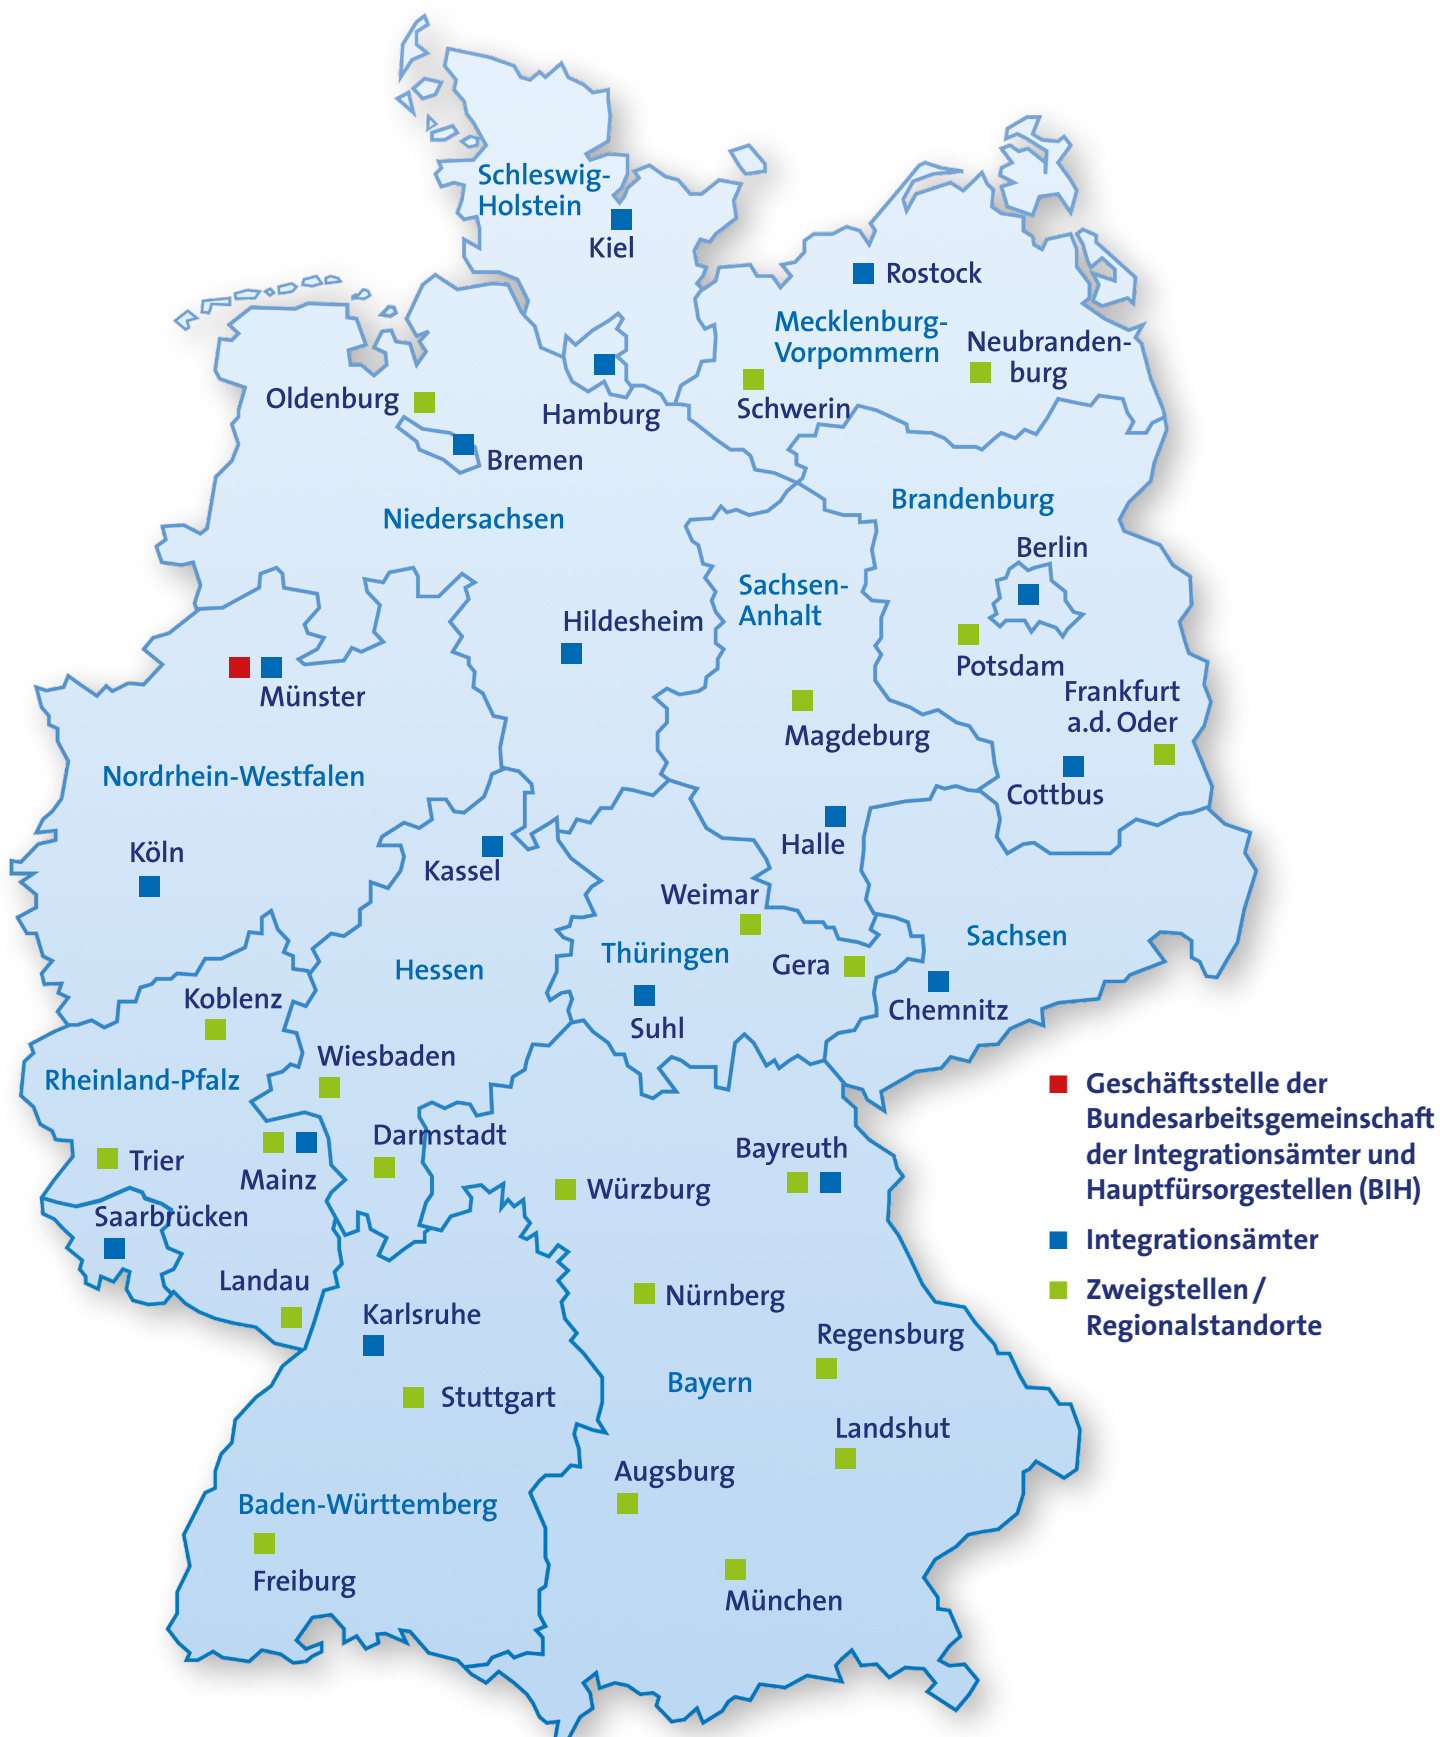 Schleswig-
Holstein
Kiel
Rostock
Mecklenburg-
Vorpommern
Neubranden-
burg
Schwerin
Oldenburg
Hamburg
Bremen
Niedersachsen
Brandenburg
Berlin
Sachsen-
Anhalt
Hildesheim
Potsdam
Münster
Frankfurt
a.d. Oder
Magdeburg
Nordrhein-Westfalen
Cottbus
Halle
Köln
Kassel
Weimar
Thüringen
Sachsen
Gera
Hessen
Koblenz
Chemnitz
Suhl
Wiesbaden
Rheinland-Pfalz
Darmstadt
Trier
Mainz
Bayreuth
Würzburg
Saarbrücken
Landau
Karlsruhe
Nürnberg
Regensburg
Bayern
Stuttgart
Landshut
Augsburg
Baden-Württemberg
Freiburg
München
Geschäftsstelle der
Bundesarbeitsgemeinschaft
der Integrationsämter und
Hauptfürsorgestellen (BIH)
Integrationsämter
Zweigstellen /
Regionalstandorte